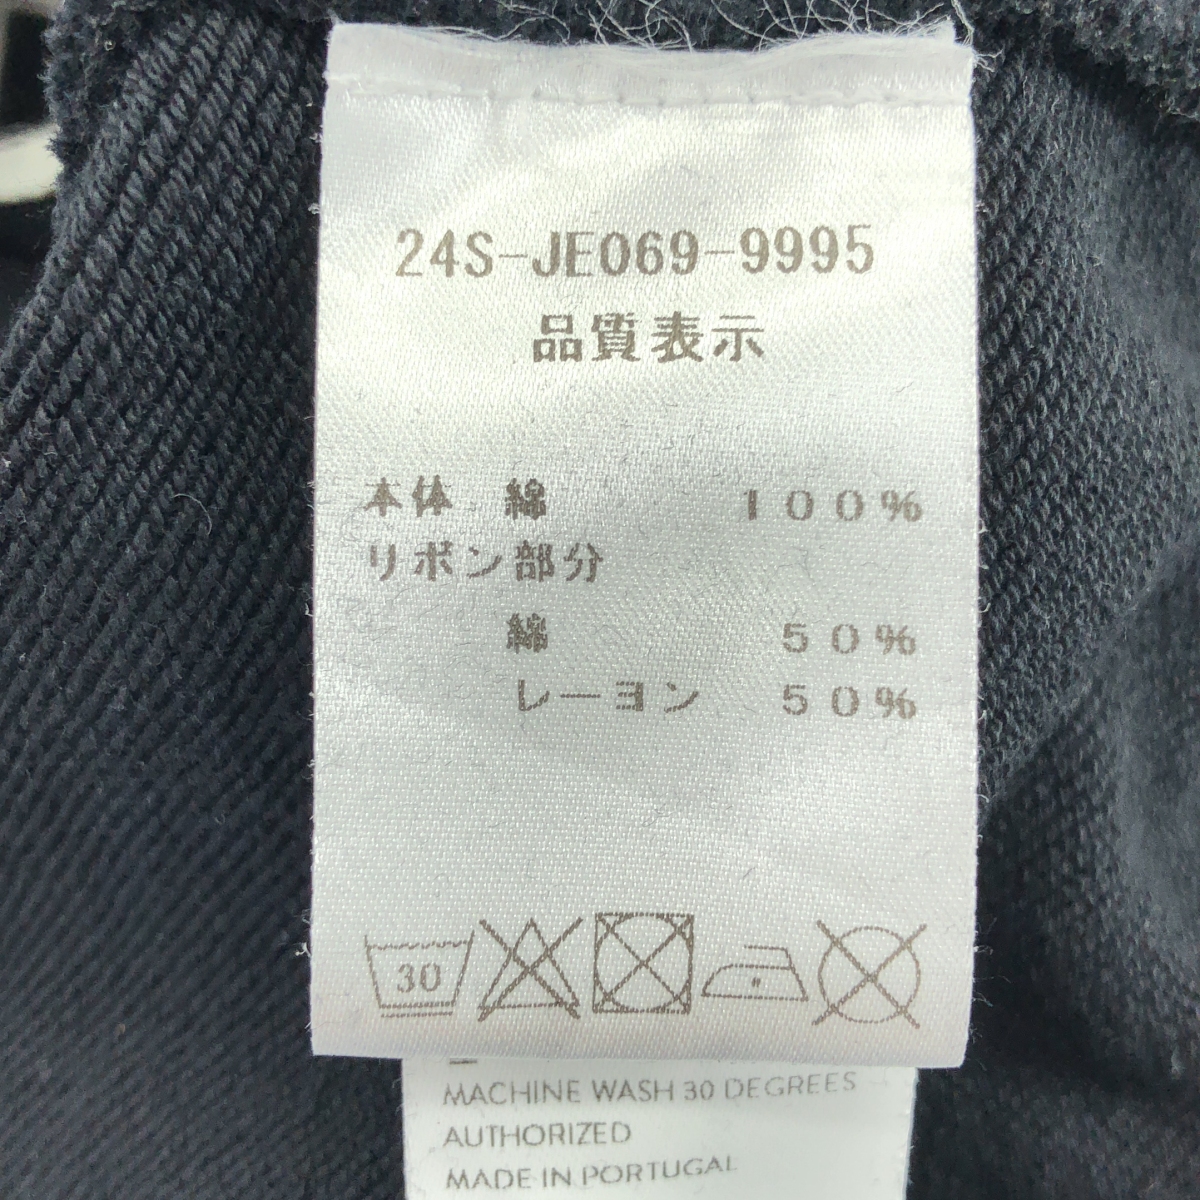 24S-JE069-9995
品質表示
本体 綿 100%
リボン部分
綿 50%
レーヨン 50%
30
MACHINE WASH 30 DEGREES
AUTHORIZED
MADE IN PORTUGAL